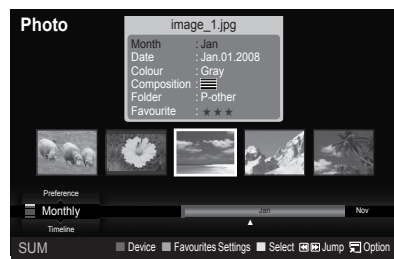 Photo
image_1.jpg
Month : Jan
Date : Jan.01.2008
Colour : Gray
Composition :
Folder : P-other
Favourite : ★ ★ ★
Preference
Monthly
Jan
Nov
Timeline
SUM
Device
Favourites Settings
Select
Jump
Option